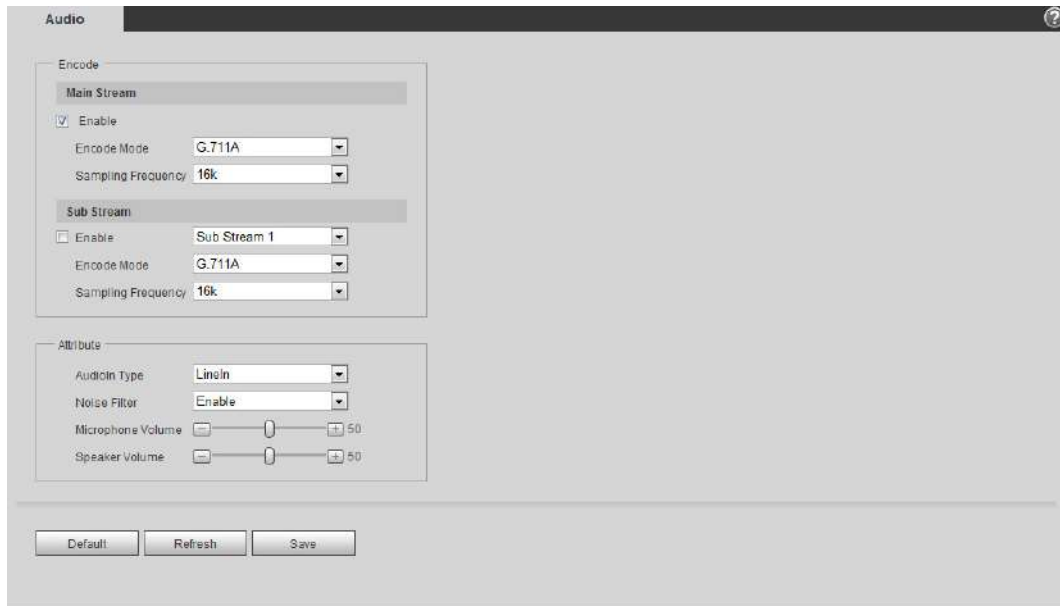 Audio
Encode
Main Stream
Enable
Encode Mode G.711A
Sampling Frequency 16k
Sub Stream
Enable Sub Stream 1
Encode Mode G.711A
Sampling Frequency 16k
Attribute
AudioIn Type LineIn
Noise Filter Enable
Microphone Volume 50
Speaker Volume 50
Default Refresh Save